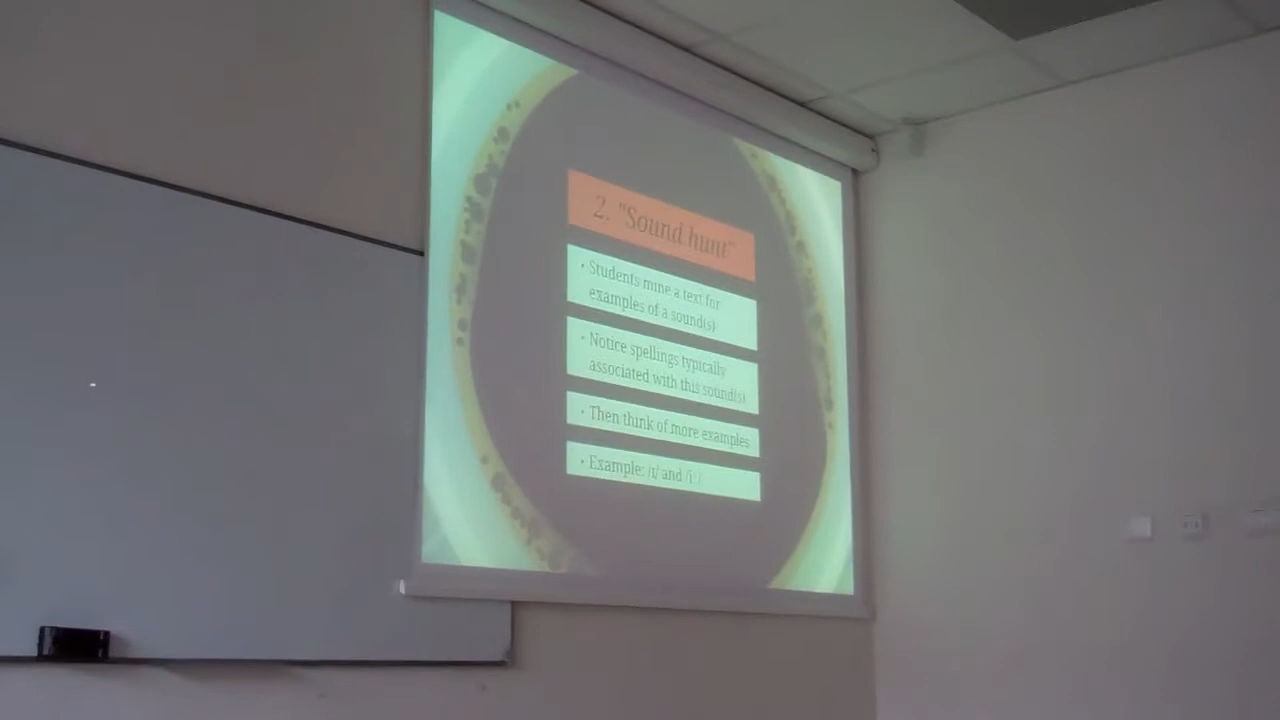 2. "Sound hunt"
• Students mine a text for
examples of a sound(s)
• Notice spellings typically
associated with this sound(s)
• Then think of more examples
• Example: /ɪ/ and /i:/